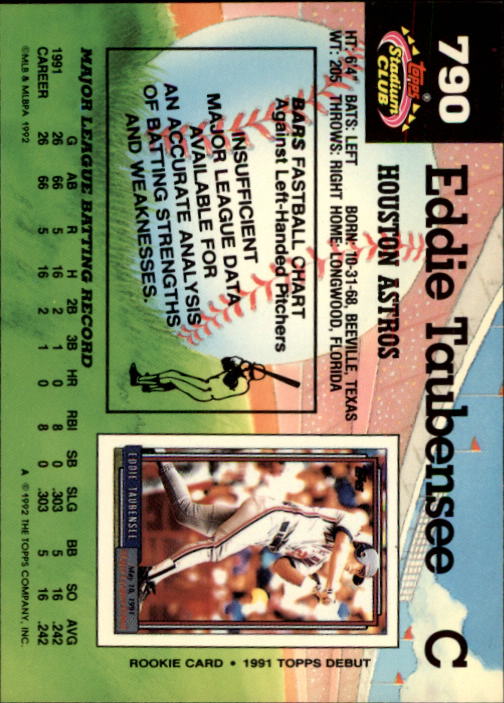 790
Topps
Stadium
CLUB
®
Eddie Taubensee C
HOUSTON ASTROS
HT: 6'4" BATS: LEFT BORN: 10-31-68, BEEVILLE, TEXAS
WT: 205 THROWS: RIGHT HOME: LONGWOOD, FLORIDA
BARS FASTBALL CHART
Against Left-Handed Pitchers
INSUFFICIENT
MAJOR LEAGUE DATA
AVAILABLE FOR
AN ACCURATE ANALYSIS
OF BATTING STRENGTHS
AND WEAKNESSES.
Topps
EDDIE TAUBENSEE
May 18, 1991
ROOKIE CARD • 1991 TOPPS DEBUT
MAJOR LEAGUE BATTING RECORD
G AB R H 2B 3B HR RBI SB SLG BB SO AVG
1991 26 66 5 16 2 1 0 8 0 .303 5 16 .242
CAREER 26 66 5 16 2 1 0 8 0 .303 5 16 .242
©MLB & MLBPA 1992
A © 1992 THE TOPPS COMPANY, INC.